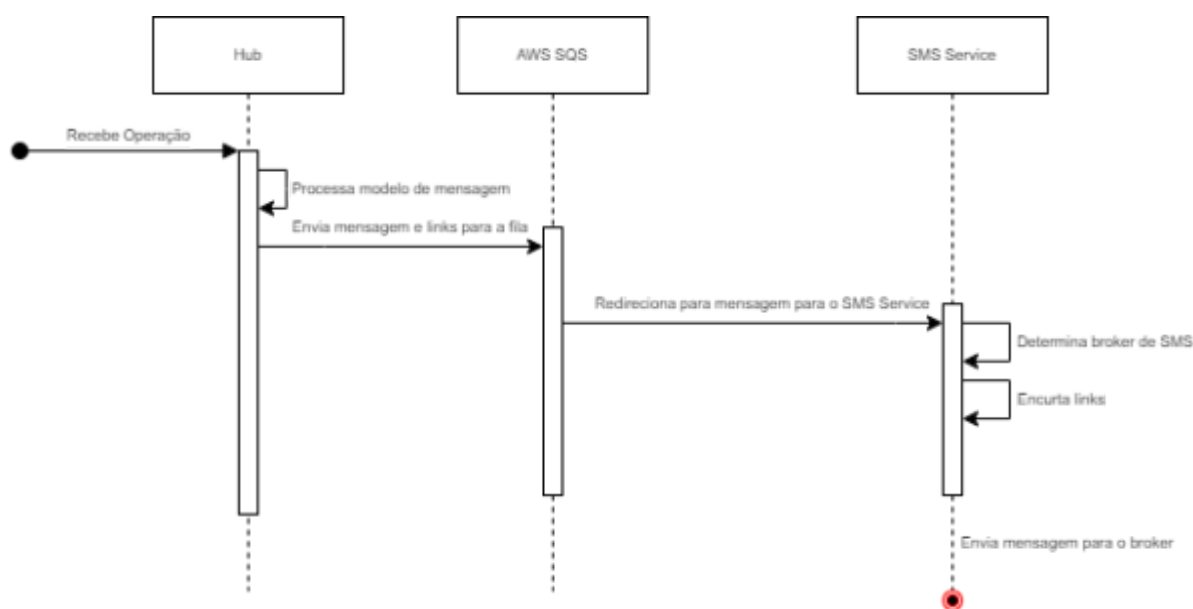 Hub
AWS SQS
SMS Service
Recebe Operação
Processa modelo de mensagem
Envia mensagem e links para a fila
Redireciona para mensagem para o SMS Service
Determina broker de SMS
Encurta links
Envia mensagem para o broker